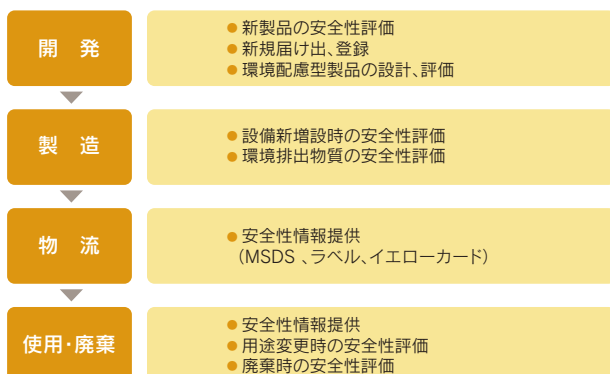 開　発
● 新製品の安全性評価
● 新規届け出、登録
● 環境配慮型製品の設計、評価
製　造
● 設備新増設時の安全性評価
● 環境排出物質の安全性評価
物　流
● 安全性情報提供
（MSDS 、ラベル、イエローカード）
使用・廃棄
● 安全性情報提供
● 用途変更時の安全性評価
● 廃棄時の安全性評価